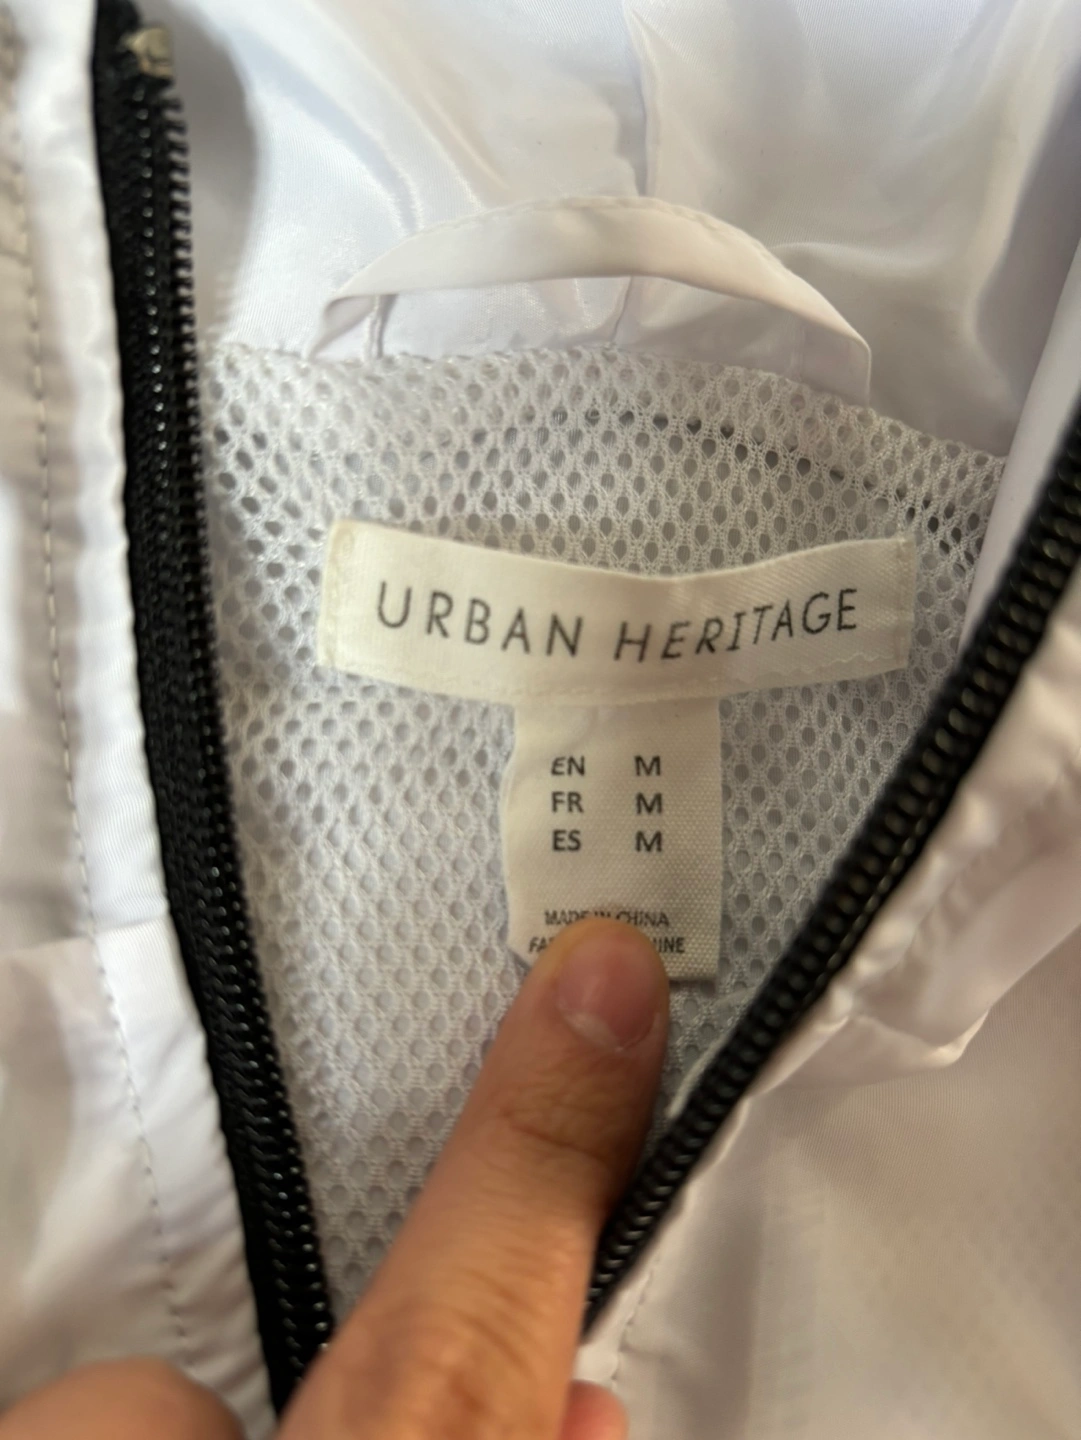 URBAN HERITAGE
EN M
FR M
ES M
MADE IN CHINA